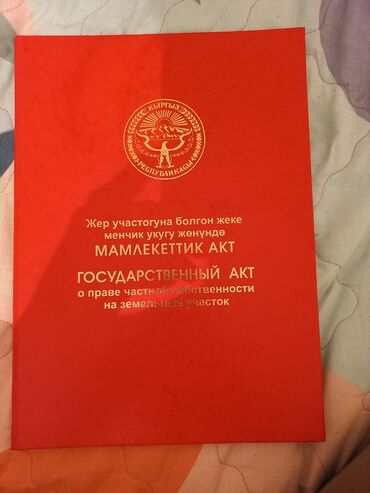 КЫРГЫЗ
РЕСПУБЛИКАСЫ
Жер участогуна болгон жеке
менчик укугу жөнүндө
МАМЛЕКЕТТИК АКТ
ГОСУДАРСТВЕННЫЙ АКТ
о праве частной собственности
на земельный участок